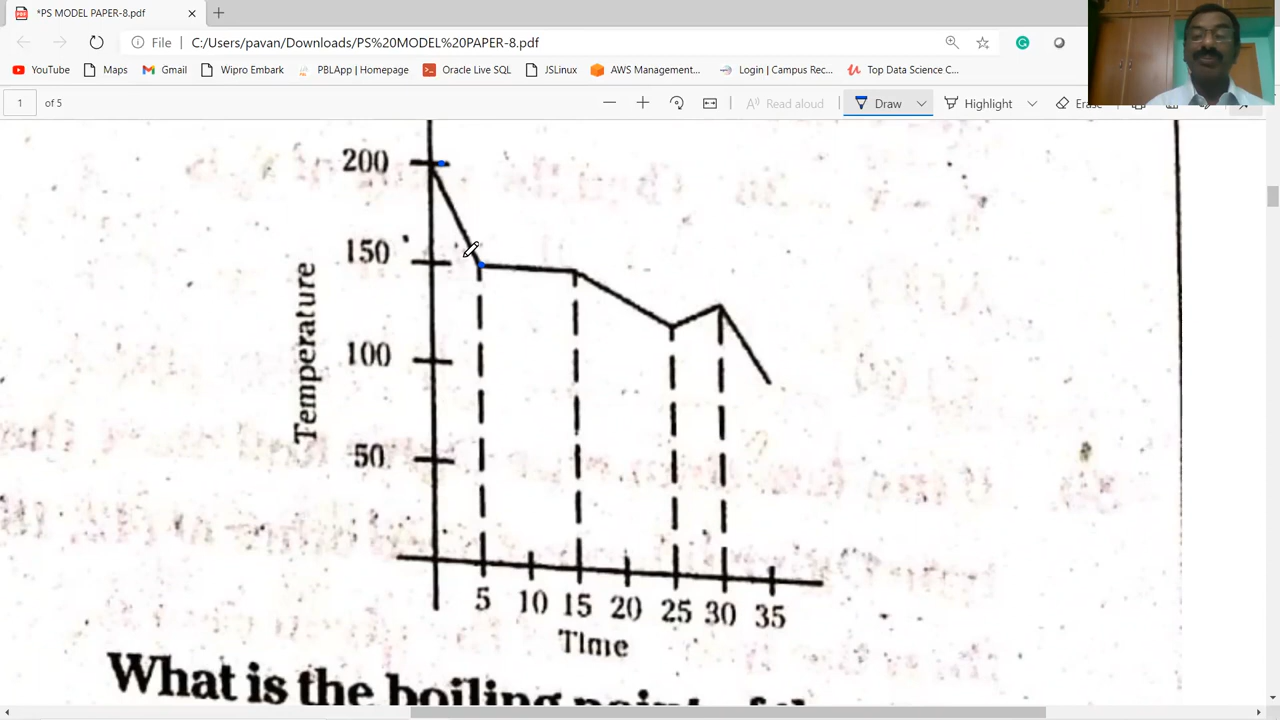 *PS MODEL PAPER-8.pdf
File C:/Users/pavan/Downloads/PS%20MODEL%20PAPER-8.pdf
YouTube Maps Gmail Wipro Embark PBLApp | Homepage Oracle Live SQL JSLinux AWS Management... Login | Campus Rec... Top Data Science C...
1 of 5 Read aloud Draw Highlight Erase
200
150
100
50
Temperature
5 10 15 20 25 30 35
Time
What is the boiling point of